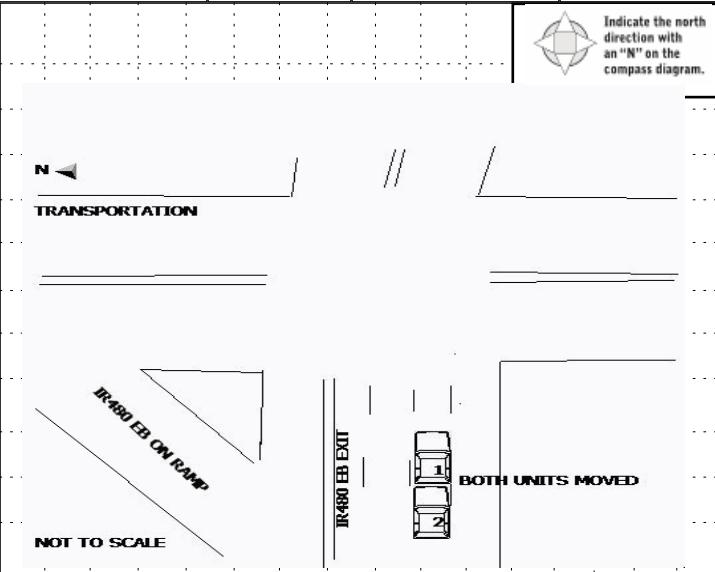 Indicate the north
direction with
an "N" on the
compass diagram.
N
TRANSPORTATION
IR480 EB ON RAMP
IR480 EB EXIT
1
BOTH UNITS MOVED
2
NOT TO SCALE